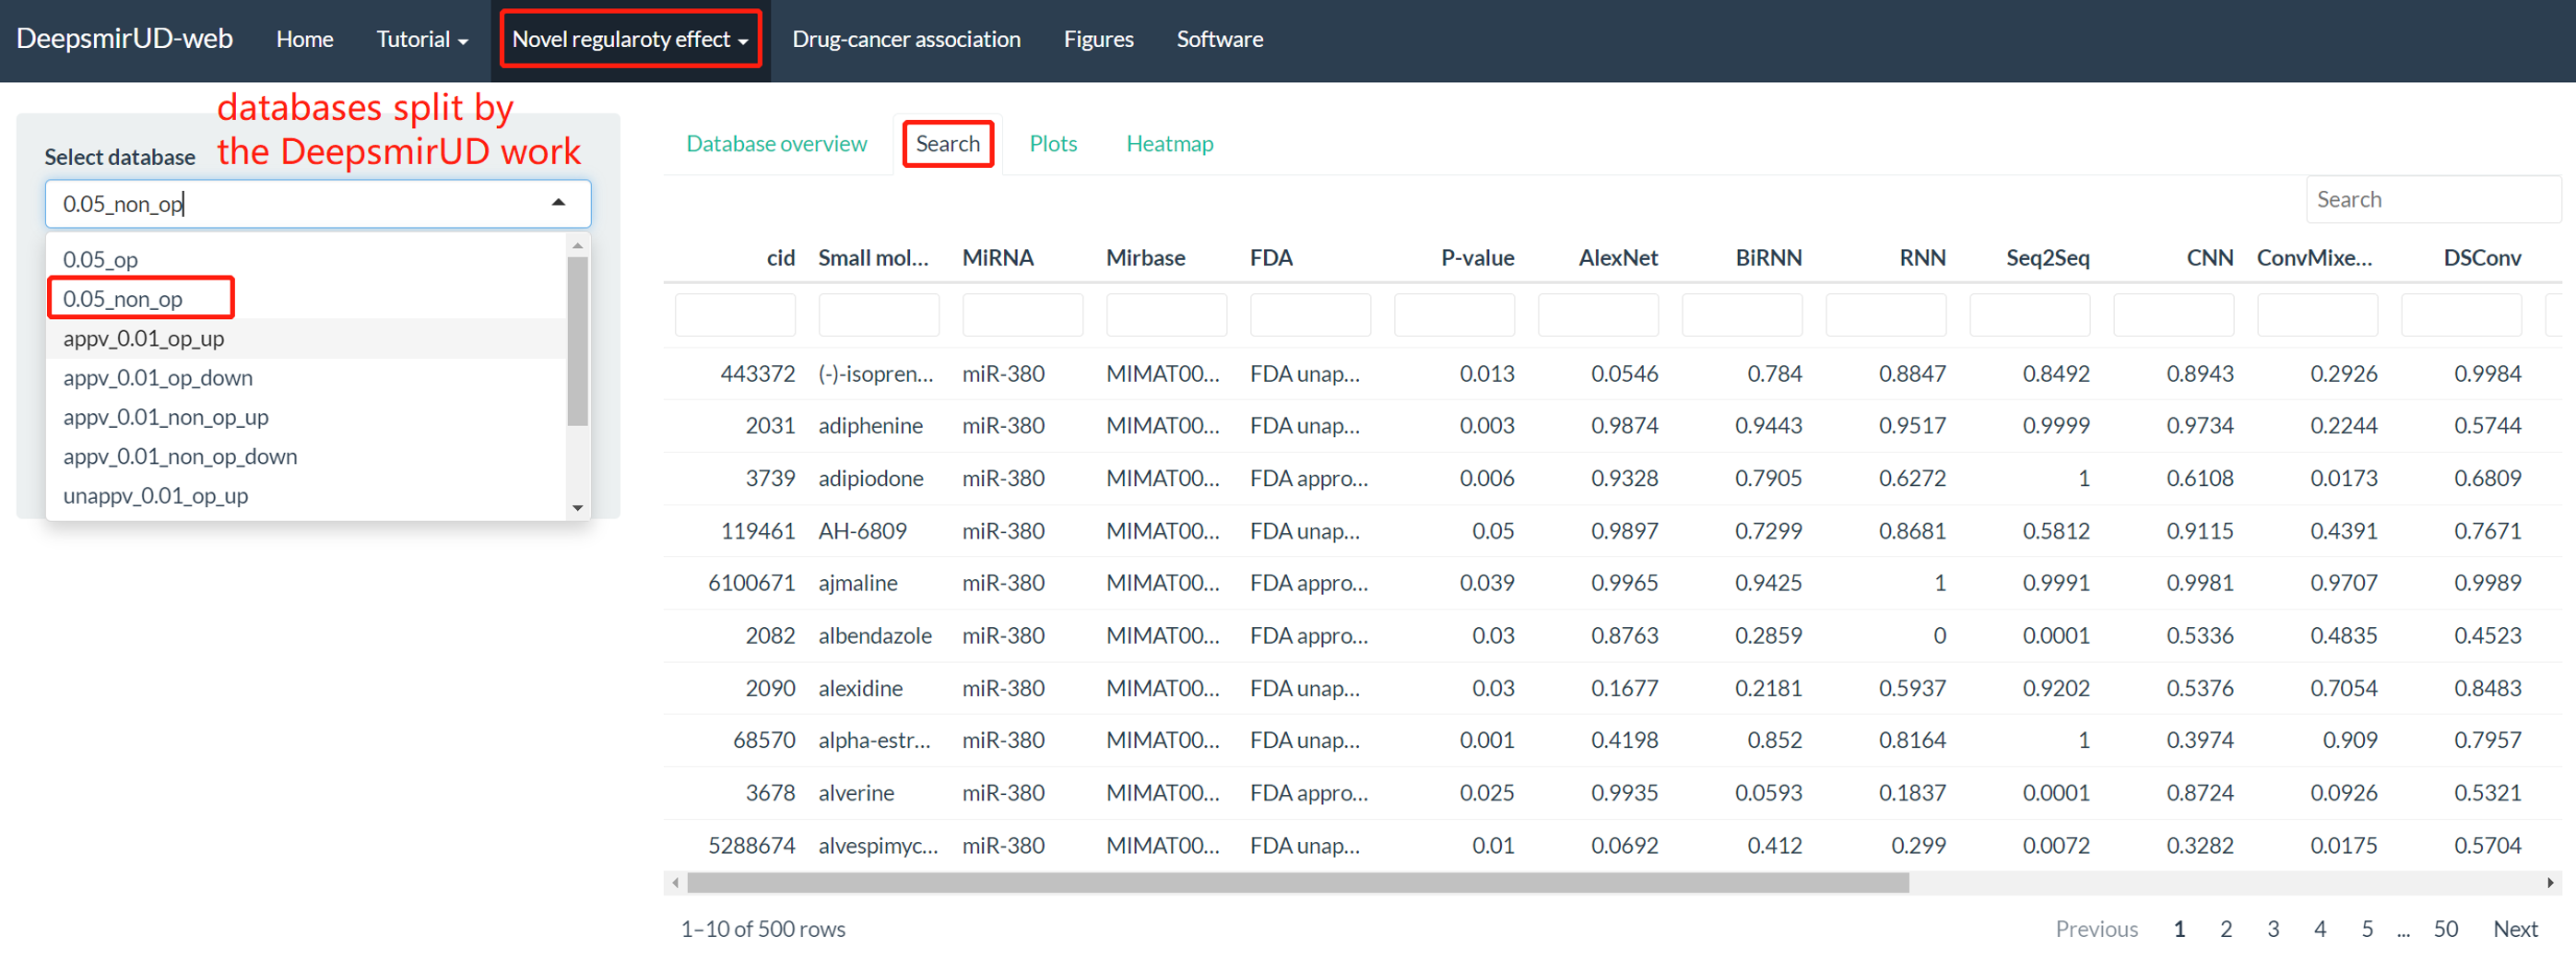 DeepsmirUD-web Home Tutorial Novel regularoty effect Drug-cancer association Figures Software
databases split by
the DeepsmirUD work
Select database
0.05_non_op
0.05_op
0.05_non_op
appv_0.01_op_up
appv_0.01_op_down
appv_0.01_non_op_up
appv_0.01_non_op_down
unappv_0.01_op_up
Database overview Search Plots Heatmap
Search
cid Small mol... MiRNA Mirbase FDA P-value AlexNet BiRNN RNN Seq2Seq CNN ConvMixe... DSConv
443372 (-)-isopren... miR-380 MIMAT00... FDA unap... 0.013 0.0546 0.784 0.8847 0.8492 0.8943 0.2926 0.9984
2031 adiphenine miR-380 MIMAT00... FDA unap... 0.003 0.9874 0.9443 0.9517 0.9999 0.9734 0.2244 0.5744
3739 adipiodone miR-380 MIMAT00... FDA appro... 0.006 0.9328 0.7905 0.6272 1 0.6108 0.0173 0.6809
119461 AH-6809 miR-380 MIMAT00... FDA unap... 0.05 0.9897 0.7299 0.8681 0.5812 0.9115 0.4391 0.7671
6100671 ajmaline miR-380 MIMAT00... FDA appro... 0.039 0.9965 0.9425 1 0.9991 0.9981 0.9707 0.9989
2082 albendazole miR-380 MIMAT00... FDA appro... 0.03 0.8763 0.2859 0 0.0001 0.5336 0.4835 0.4523
2090 alexidine miR-380 MIMAT00... FDA unap... 0.03 0.1677 0.2181 0.5937 0.9202 0.5376 0.7054 0.8483
68570 alpha-estr... miR-380 MIMAT00... FDA unap... 0.001 0.4198 0.852 0.8164 1 0.3974 0.909 0.7957
3678 alverine miR-380 MIMAT00... FDA appro... 0.025 0.9935 0.0593 0.1837 0.0001 0.8724 0.0926 0.5321
5288674 alvespimyc... miR-380 MIMAT00... FDA unap... 0.01 0.0692 0.412 0.299 0.0072 0.3282 0.0175 0.5704
1–10 of 500 rows Previous 1 2 3 4 5 ... 50 Next